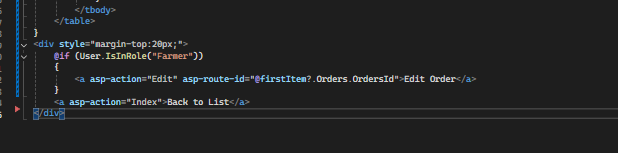 </tbody>
</table>
}
<div style="margin-top:20px;">
@if (User.IsInRole("Farmer"))
{
<a asp-action="Edit" asp-route-id="@firstItem?.Orders.OrdersId">Edit Order</a>
}
<a asp-action="Index">Back to List</a>
</div>